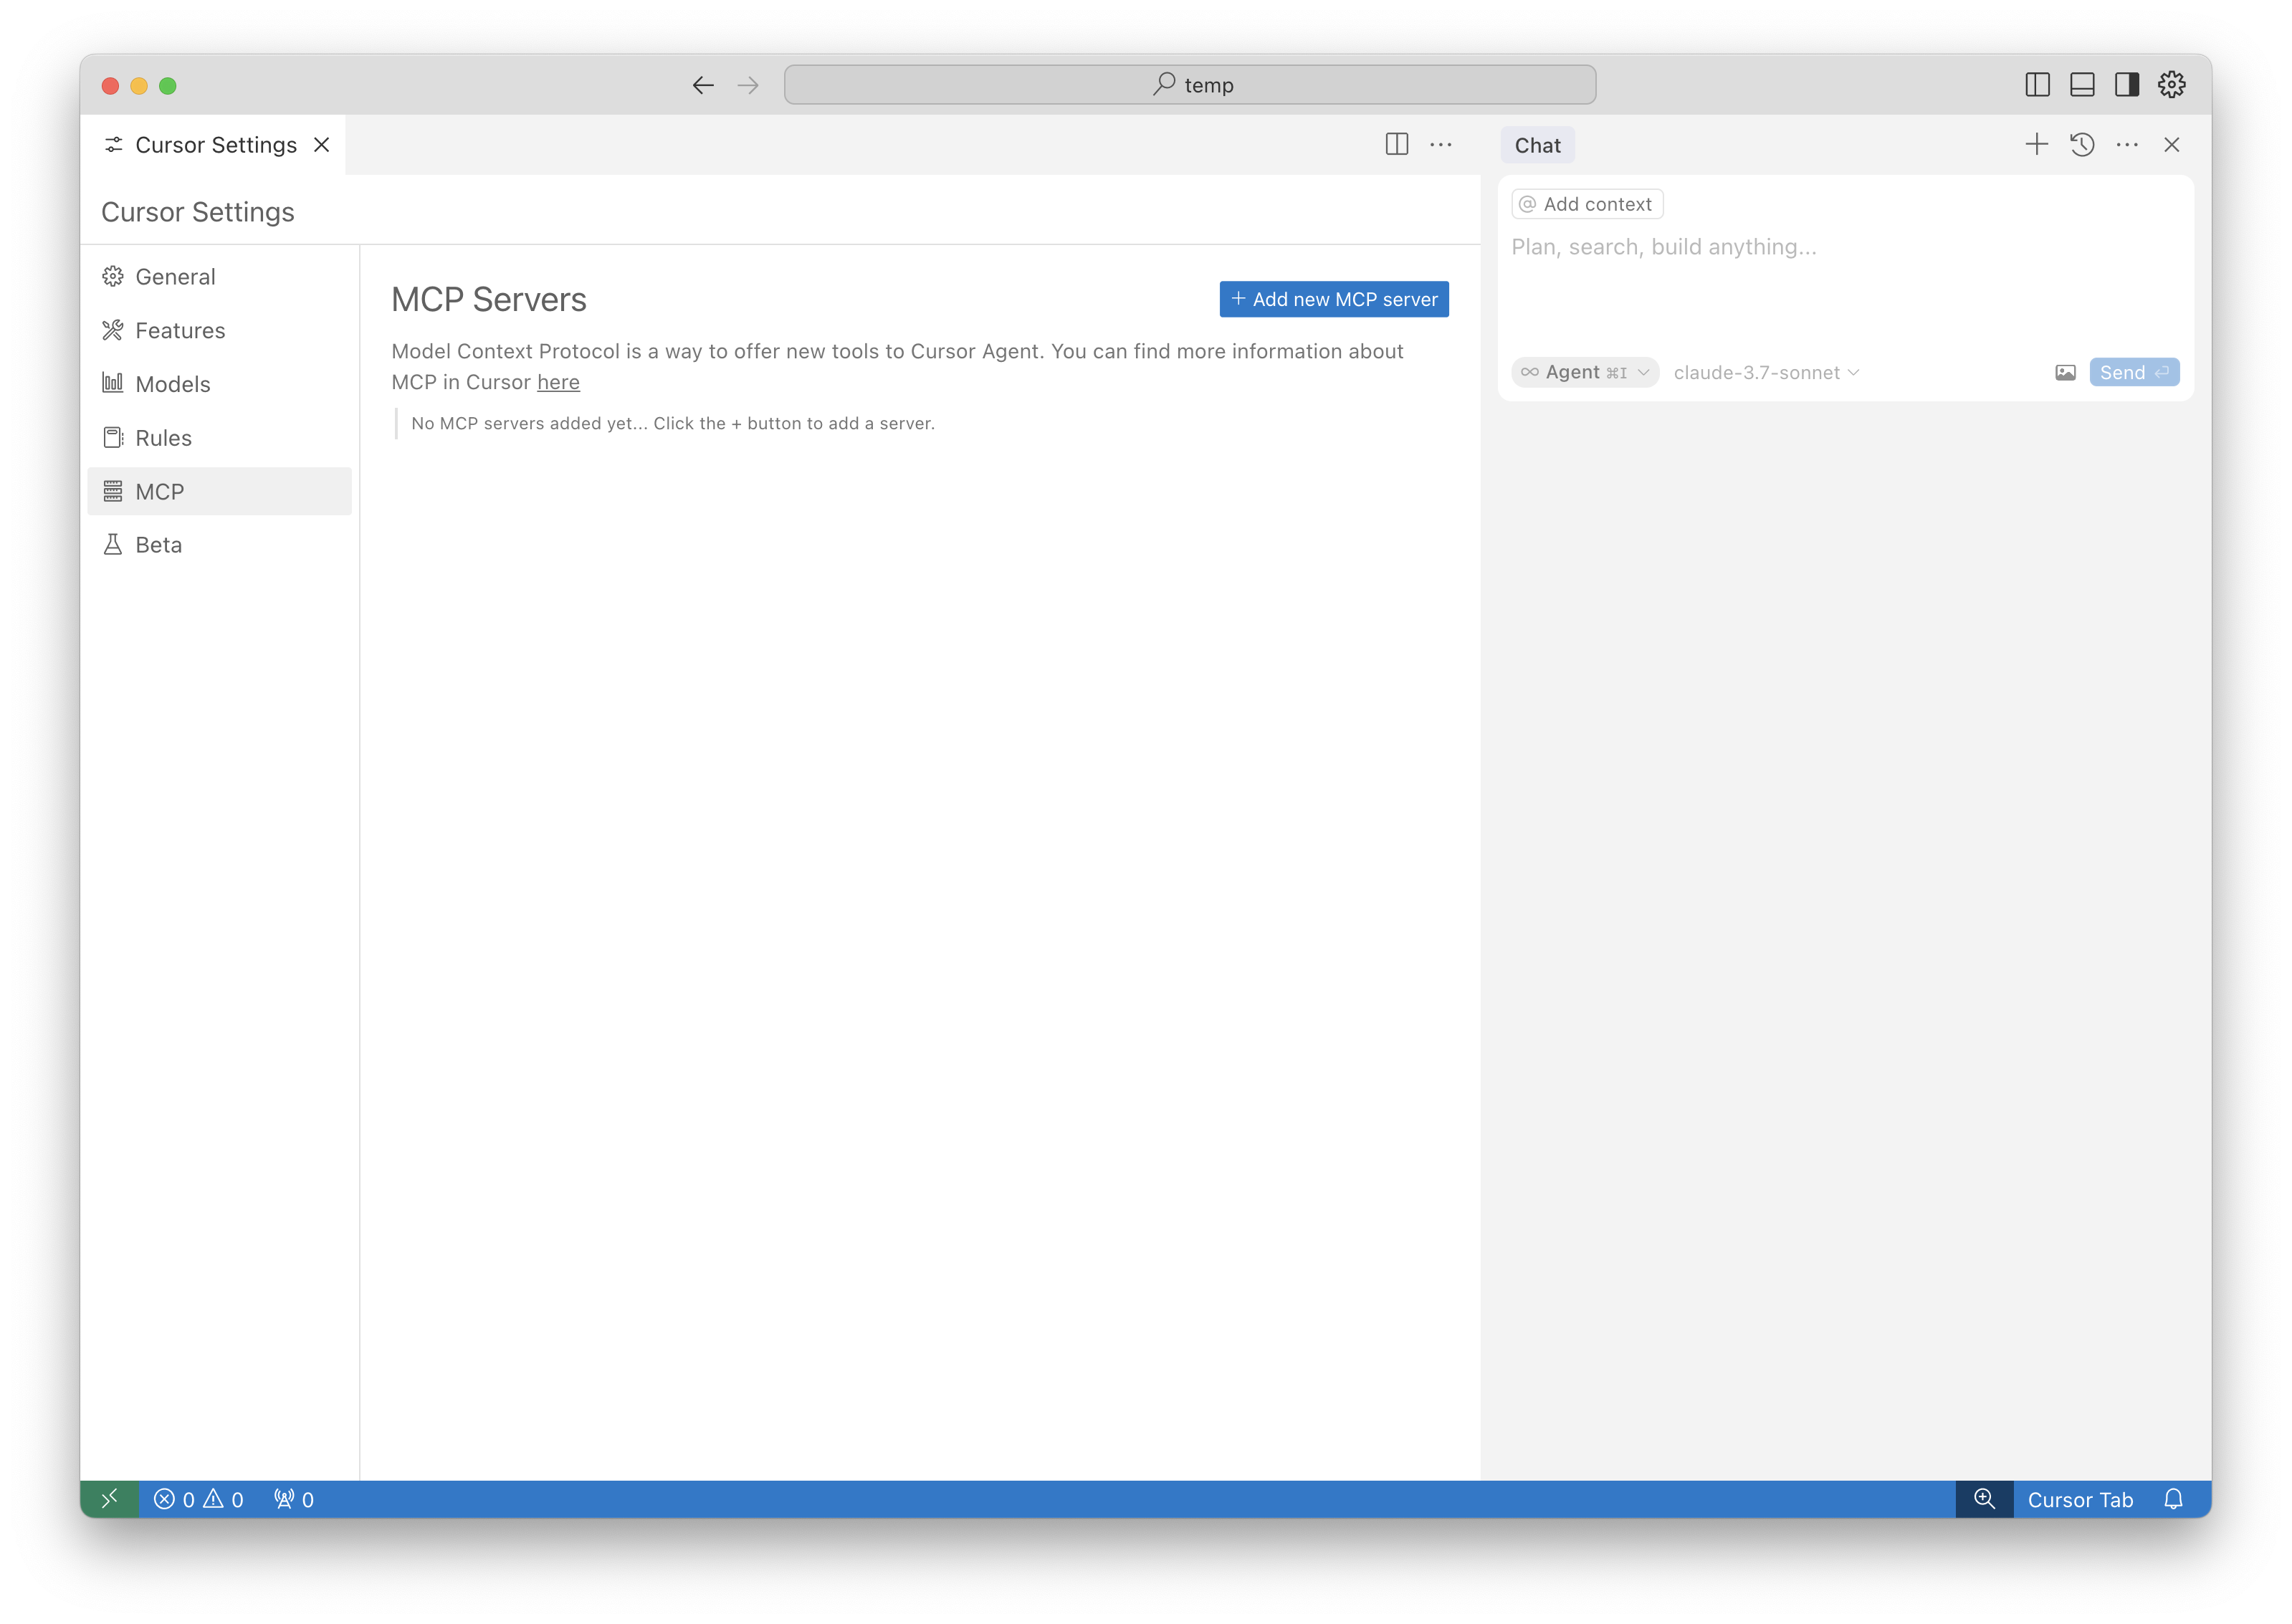 temp
Cursor Settings
Chat
Cursor Settings
General
Features
Models
Rules
MCP
Beta
MCP Servers
+ Add new MCP server
Model Context Protocol is a way to offer new tools to Cursor Agent. You can find more information about
MCP in Cursor here
No MCP servers added yet... Click the + button to add a server.
@ Add context
Plan, search, build anything...
∞ Agent ⌘I claude-3.7-sonnet Send ⏎
0 0 0
Cursor Tab